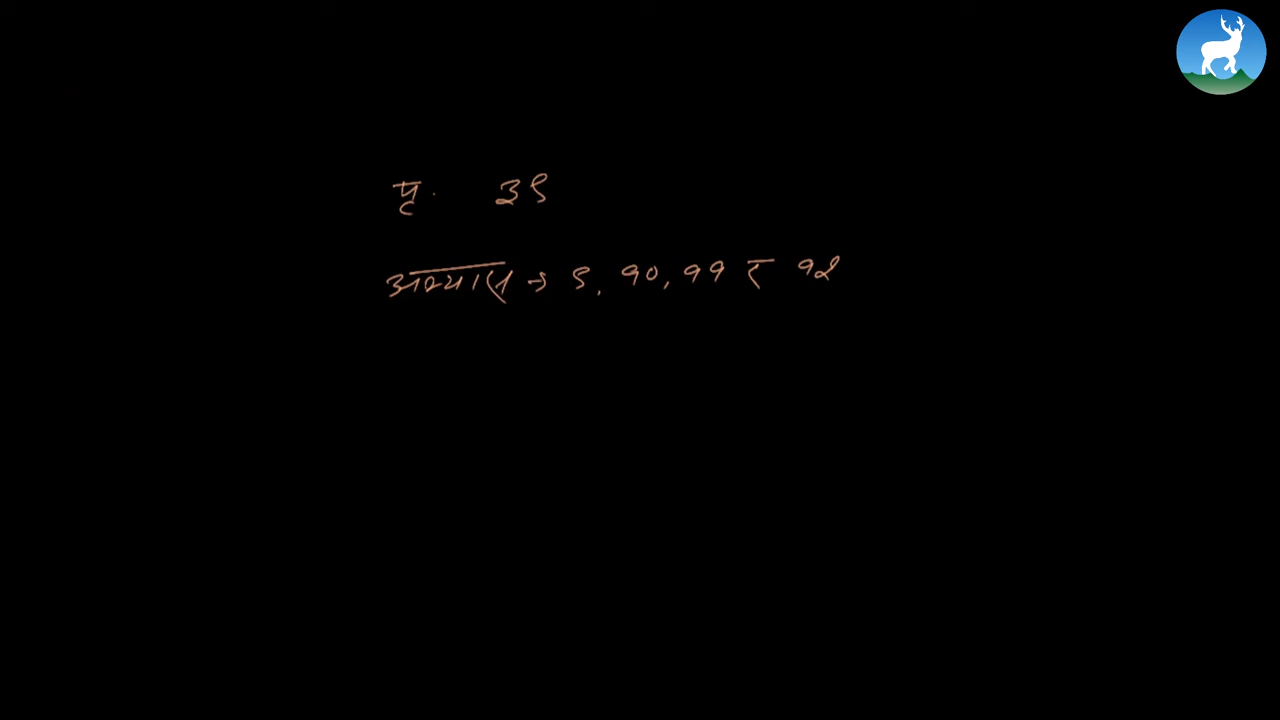 पृ. ३९
अभ्यास → ९, १०, ११ र १२